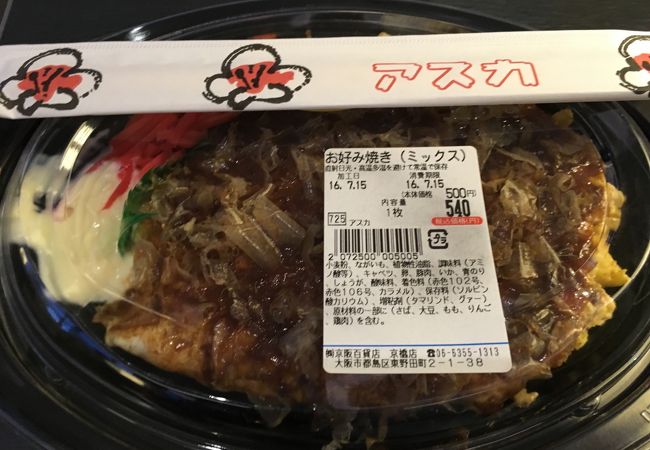 アスカ
お好み焼き(ミックス)
直射日光・高温多湿を避けて常温で保存
加工日 消費期限
16. 7.15 16. 7.15
(本体価格 500円)
内容量 540
1枚 税込価格(円)
725 アスカ
2 072500 005005
小麦粉、ながいも、植物性油脂、調味料(アミ
ノ酸等)、キャベツ、卵、豚肉、いか、青のり
、しょうが、酸味料、着色料(赤色102号、
赤色106号、カラメル)、保存料(ソルビン
酸カリウム)、増粘剤(タマリンド、グァー)、
原材料の一部に(さば、大豆、もも、りんご
、鶏肉)を含む。
㈱京阪百貨店 京橋店 ☎06-5355-1313
大阪市都島区東野田町2-1-38